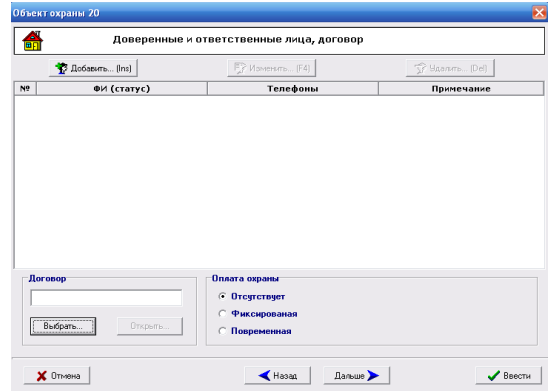 Объект охраны 20
Доверенные и ответственные лица, договор
Добавить... (Ins) Изменить... (F4) Удалить... (Del)
№ ФИ (статус) Телефоны Примечание
Договор Оплата охраны
Отсутствует
Фиксированая
Выбрать... Открыть...
Повременная
Отмена Назад Дальше Ввести